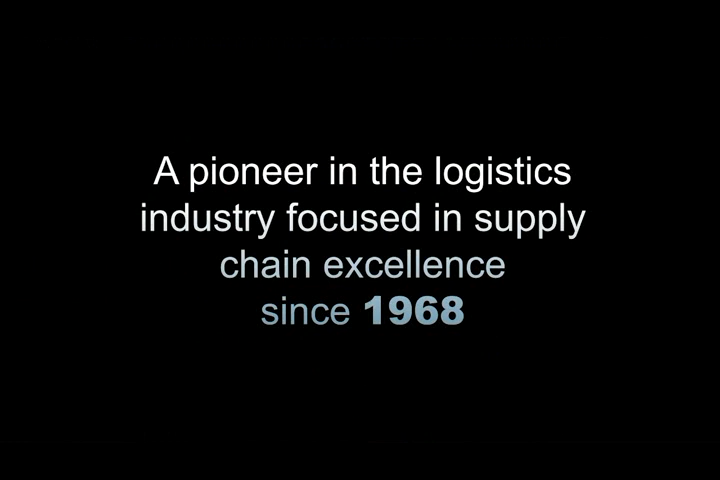 A pioneer in the logistics
industry focused in supply
chain excellence
since 1968